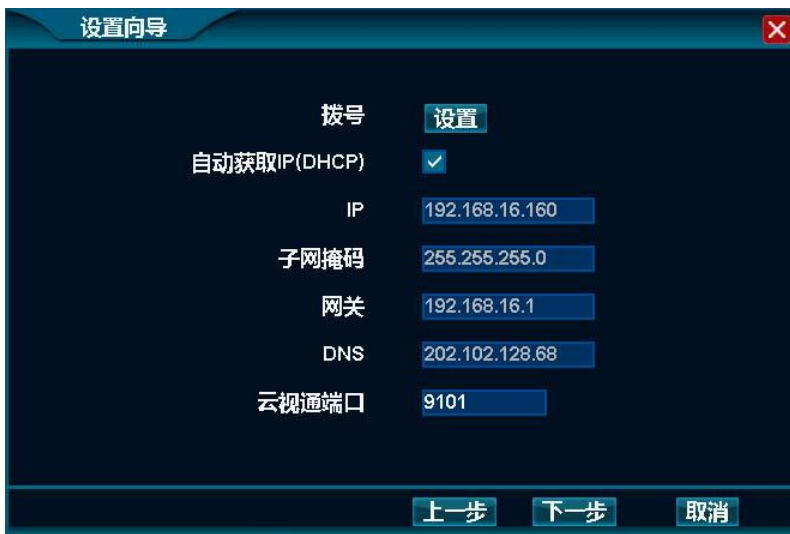 设置向导
拨号 设置
自动获取IP(DHCP)
IP 192.168.16.160
子网掩码 255.255.255.0
网关 192.168.16.1
DNS 202.102.128.68
云视通端口 9101
上一步 下一步 取消